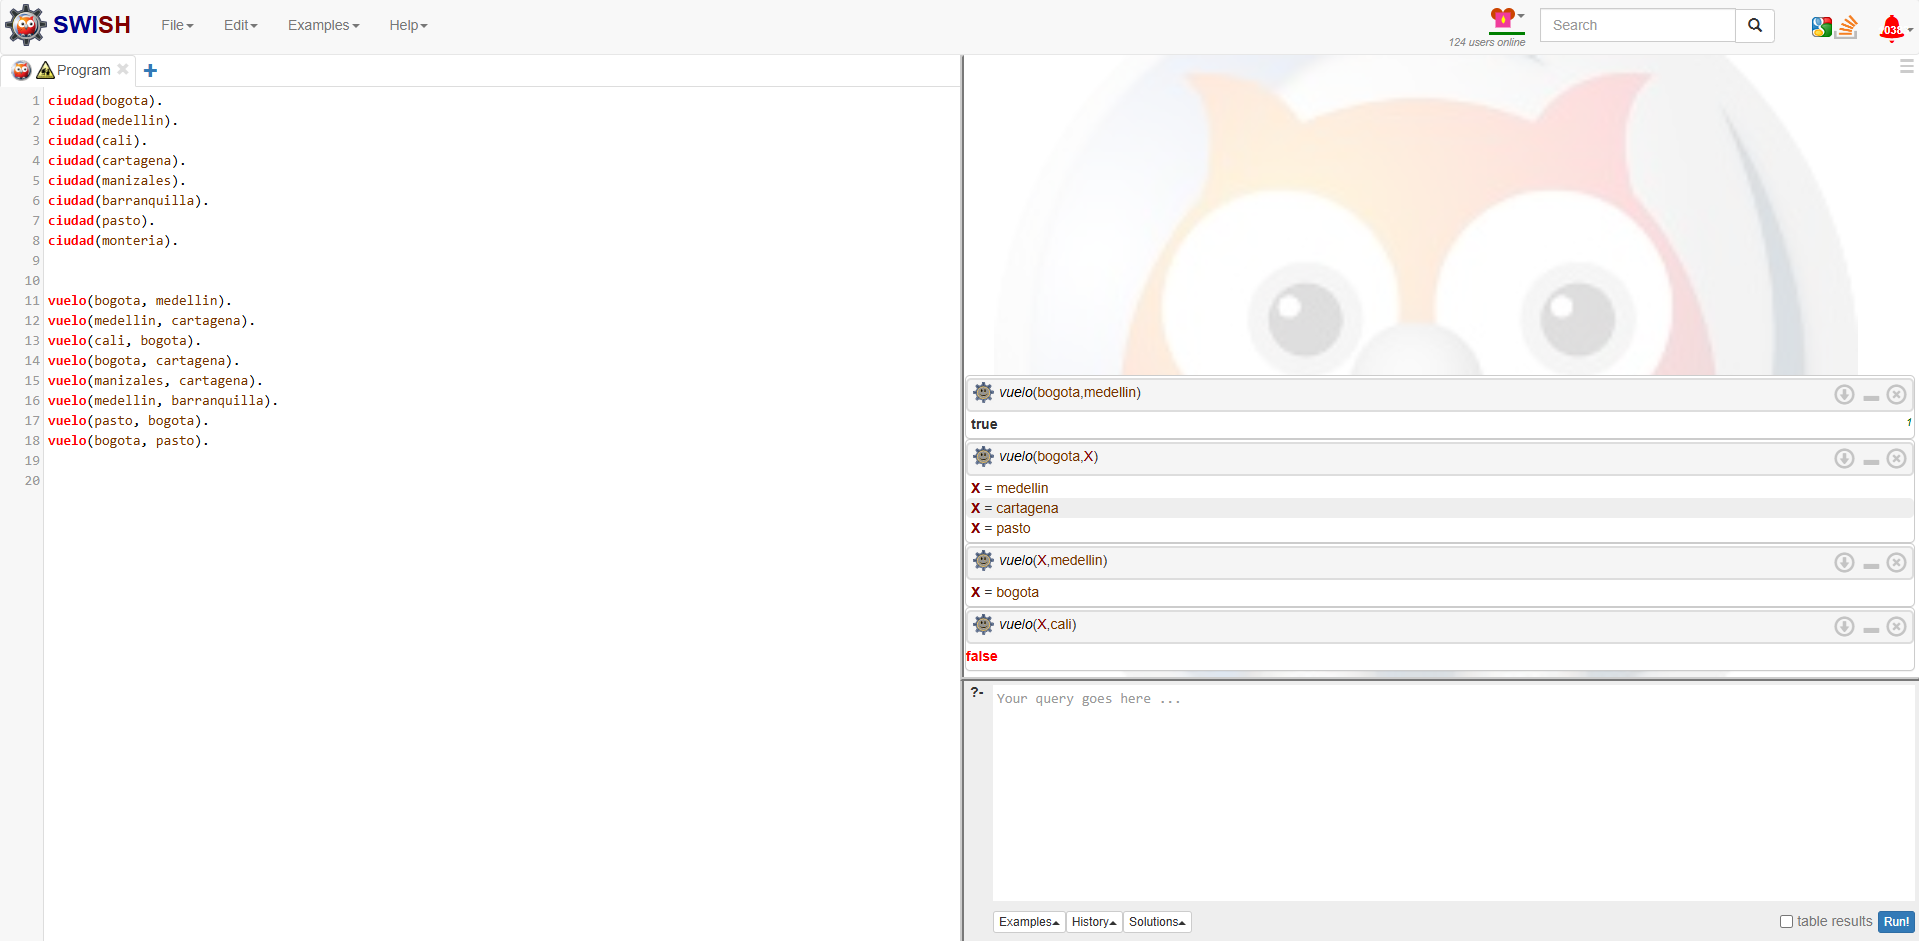 SWISH File Edit Examples Help 124 users online Search
Program
1 ciudad(bogota).
2 ciudad(medellin).
3 ciudad(cali).
4 ciudad(cartagena).
5 ciudad(manizales).
6 ciudad(barranquilla).
7 ciudad(pasto).
8 ciudad(monteria).
9
10
11 vuelo(bogota, medellin).
12 vuelo(medellin, cartagena).
13 vuelo(cali, bogota).
14 vuelo(bogota, cartagena).
15 vuelo(manizales, cartagena).
16 vuelo(medellin, barranquilla).
17 vuelo(pasto, bogota).
18 vuelo(bogota, pasto).
19
20
vuelo(bogota,medellin)
true 1
vuelo(bogota,X)
X = medellin
X = cartagena
X = pasto
vuelo(X,medellin)
X = bogota
vuelo(X,cali)
false
?- Your query goes here ...
Examples History Solutions table results Run!